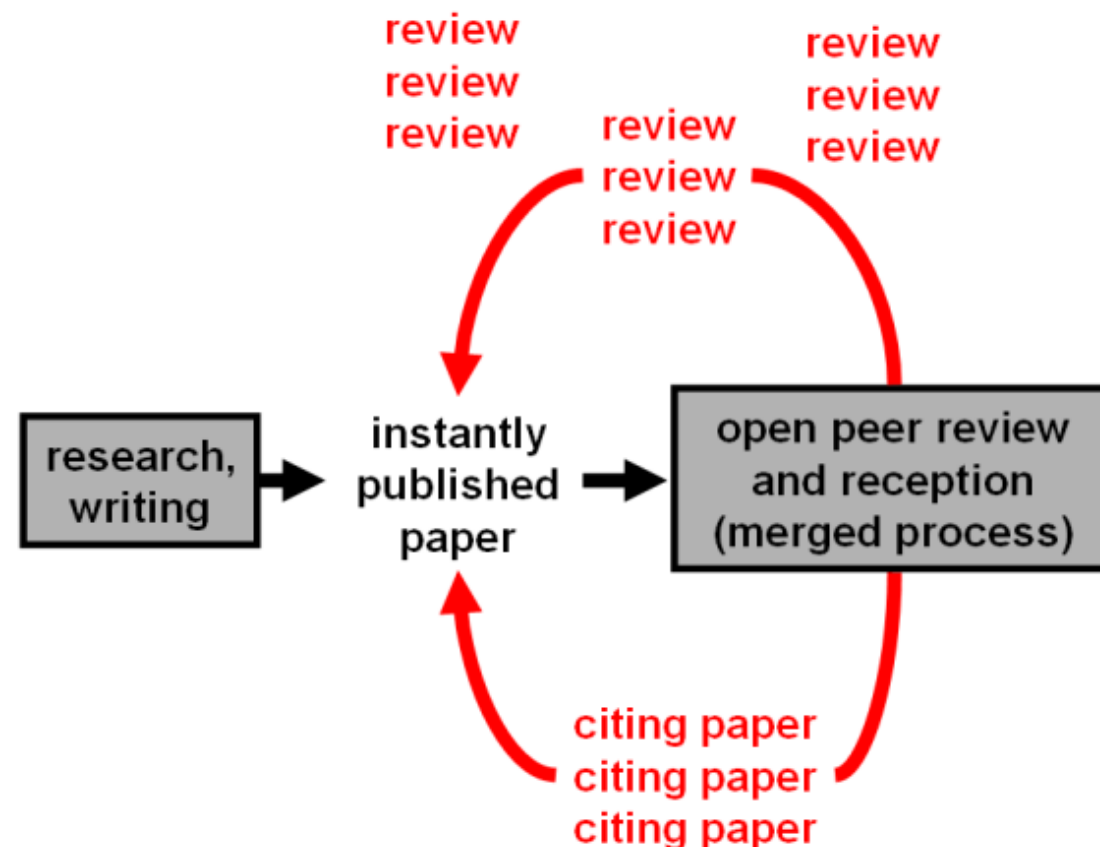 review
review
review
review
review
review
review
review
review
research,
writing
instantly
published
paper
open peer review
and reception
(merged process)
citing paper
citing paper
citing paper